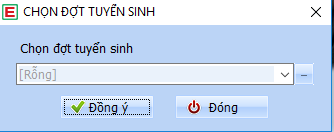 E CHỌN ĐỢT TUYỂN SINH
Chọn đợt tuyển sinh
[Rỗng]
Đồng ý Đóng